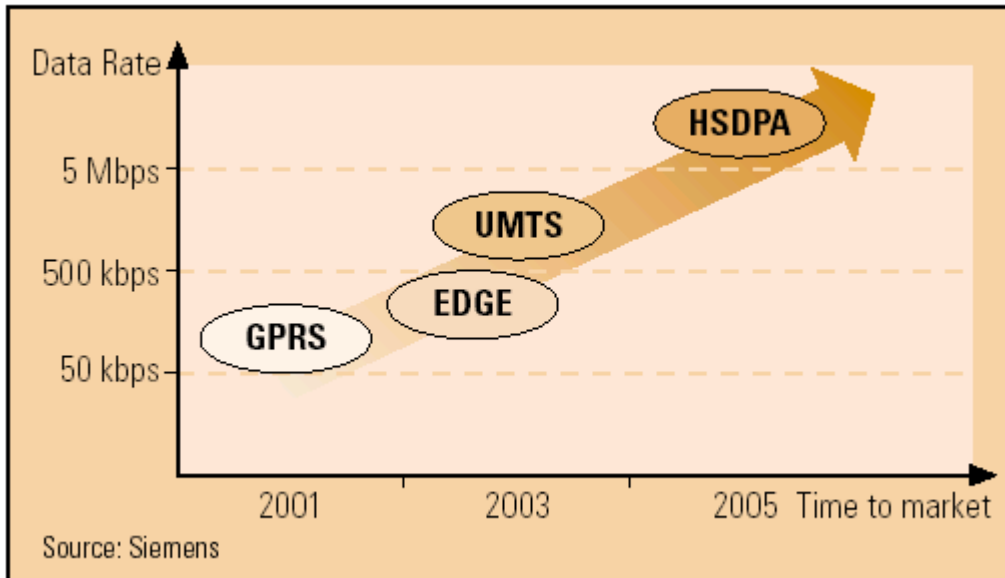 Data Rate
HSDPA
5 Mbps
UMTS
500 kbps
EDGE
GPRS
50 kbps
2001 2003 2005 Time to market
Source: Siemens